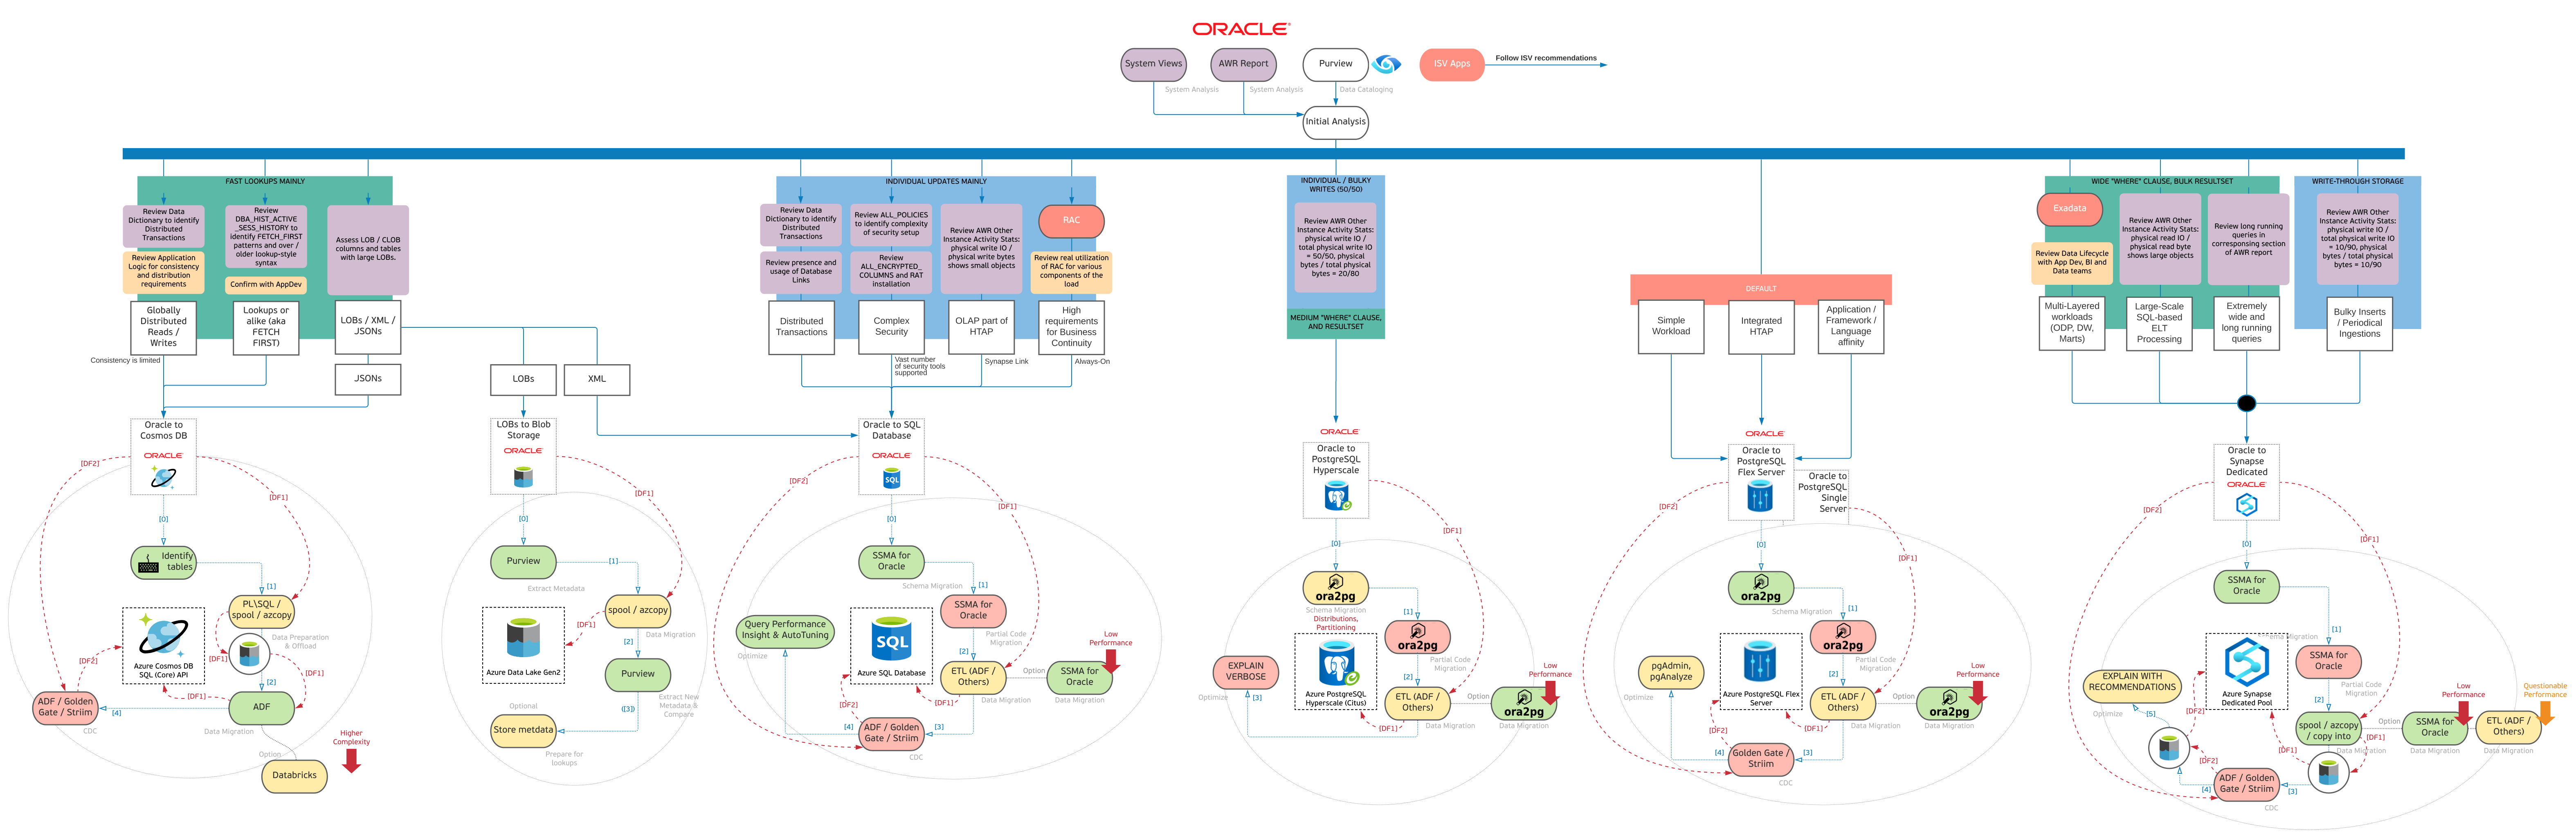 ORACLE
System Views
AWR Report
Purview
ISV Apps
Follow ISV recommendations
System Analysis
System Analysis
Data Cataloging
Initial Analysis
FAST LOOKUPS MAINLY
Review Data
Dictionary to identify
Distributed
Transactions
Review Application
Logic for consistency
and distribution
requirements
Globally
Distributed
Reads /
Writes
Consistency is limited
Review
DBA_HIST_ACTIVE
_SESS_HISTORY to
identify FETCH_FIRST
patterns and over /
older lookup-style
syntax
Confirm with AppDev
Lookups or
alike (aka
FETCH
FIRST)
Assess LOB / CLOB
columns and tables
with large LOBs.
LOBs / XML /
JSONs
JSONs
LOBs
XML
INDIVIDUAL UPDATES MAINLY
Review Data
Dictionary to identify
Distributed
Transactions
Review presence and
usage of Database
Links
Distributed
Transactions
Review ALL_POLICIES
to identify complexity
of security setup
Review
ALL_ENCRYPTED_
COLUMNS and RAT
installation
Complex
Security
Vast number
of security tools
supported
Review AWR Other
Instance Activity Stats:
physical write IO /
physical write bytes
shows small objects
OLAP part of
HTAP
Synapse Link
RAC
Review real utilization
of RAC for various
components of the
load
High
requirements
for Business
Continuity
Always-On
INDIVIDUAL / BULKY
WRITES (50/50)
Review AWR Other
Instance Activity Stats:
physical write IO /
total physical write IO
= 50/50, physical
bytes / total physical
bytes = 20/80
MEDIUM "WHERE" CLAUSE,
AND RESULTSET
DEFAULT
Simple
Workload
Integrated
HTAP
Application /
Framework /
Language
affinity
WIDE "WHERE" CLAUSE, BULK RESULTSET
Exadata
Review Data Lifecycle
with App Dev, BI and
Data teams
Multi-Layered
workloads
(ODP, DW,
Marts)
Review AWR Other
Instance Activity Stats:
physical read IO /
physical read byte
shows large objects
Large-Scale
SQL-based
ELT
Processing
Review long running
queries in
corresponsing section
of AWR report
Extremely
wide and
long running
queries
WRITE-THROUGH STORAGE
Review AWR Other
Instance Activity Stats:
physical write IO /
total physical write IO
= 10/90, physical
bytes / total physical
bytes = 10/90
Bulky Inserts
/ Periodical
Ingestions
Oracle to
Cosmos DB
ORACLE
[DF2]
[DF1]
[0]
Identify
tables
[1]
PL\SQL /
spool / azcopy
Data Preparation
& Offload
Azure Cosmos DB
SQL (Core) API
[DF1]
[DF2]
[DF1]
[2]
[DF1]
ADF / Golden
Gate / Striim
CDC
[4]
ADF
Data Migration
Option
Databricks
Higher
Complexity
LOBs to Blob
Storage
ORACLE
[DF1]
[0]
Purview
[1]
Extract Metadata
spool / azcopy
Data Migration
[DF1]
Azure Data Lake Gen2
[2]
Purview
Extract New
Metadata &
Compare
([3])
Optional
Store metdata
Prepare for
lookups
Oracle to SQL
Database
ORACLE
SQL
[DF2]
[DF1]
[0]
SSMA for
Oracle
Schema Migration
[1]
SSMA for
Oracle
Partial Code
Migration
Query Performance
Insight & AutoTuning
Optimize
SQL
Azure SQL Database
[2]
ETL (ADF /
Others)
Data Migration
Option
SSMA for
Oracle
Data Migration
Low
Performance
[DF1]
[DF2]
[3]
[4]
ADF / Golden
Gate / Striim
CDC
ORACLE
Oracle to
PostgreSQL
Hyperscale
[DF1]
[0]
ora2pg
Schema Migration
Distributions,
Partitioning
[1]
ora2pg
Partial Code
Migration
EXPLAIN
VERBOSE
Optimize
Azure PostgreSQL
Hyperscale (Citus)
[2]
ETL (ADF /
Others)
Data Migration
Option
ora2pg
Data Migration
Low
Performance
[DF1]
[3]
ORACLE
Oracle to
PostgreSQL
Flex Server
Oracle to
PostgreSQL
Single
Server
[DF2]
[DF1]
[0]
ora2pg
Schema Migration
[1]
ora2pg
Partial Code
Migration
pgAdmin,
pgAnalyze
Optimize
Azure PostgreSQL Flex
Server
[2]
ETL (ADF /
Others)
Data Migration
Option
ora2pg
Data Migration
Low
Performance
[DF1]
[DF2]
[3]
[4]
Golden Gate /
Striim
CDC
Oracle to
Synapse
Dedicated
ORACLE
[DF2]
[DF1]
[0]
SSMA for
Oracle
[1]
Migration
SSMA for
Oracle
Partial Code
Migration
EXPLAIN WITH
RECOMMENDATIONS
Optimize
Azure Synapse
Dedicated Pool
[2]
spool / azcopy
/ copy into
Data Migration
Option
SSMA for
Oracle
Data Migration
Low
Performance
ETL (ADF /
Others)
Data Migration
Questionable
Performance
[DF2]
[5]
[DF1]
[DF1]
[DF2]
[3]
[4]
ADF / Golden
Gate / Striim
CDC